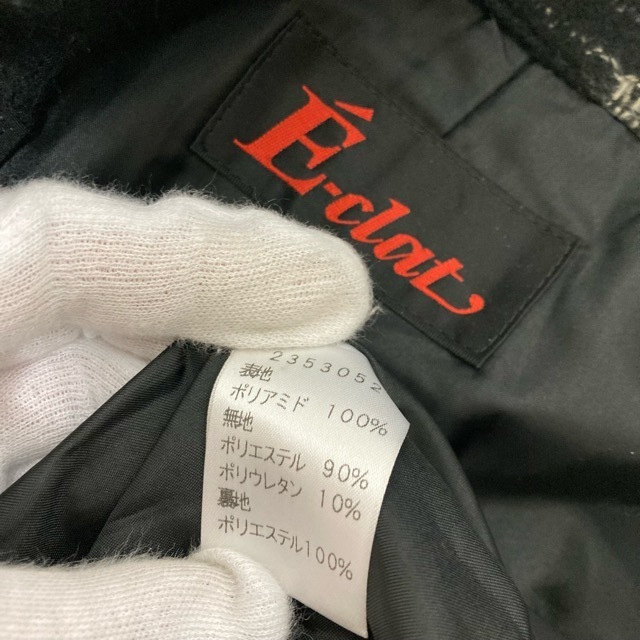 Ê-clat
2353052
表地
ポリアミド 100%
無地
ポリエステル 90%
ポリウレタン 10%
裏地
ポリエステル100%